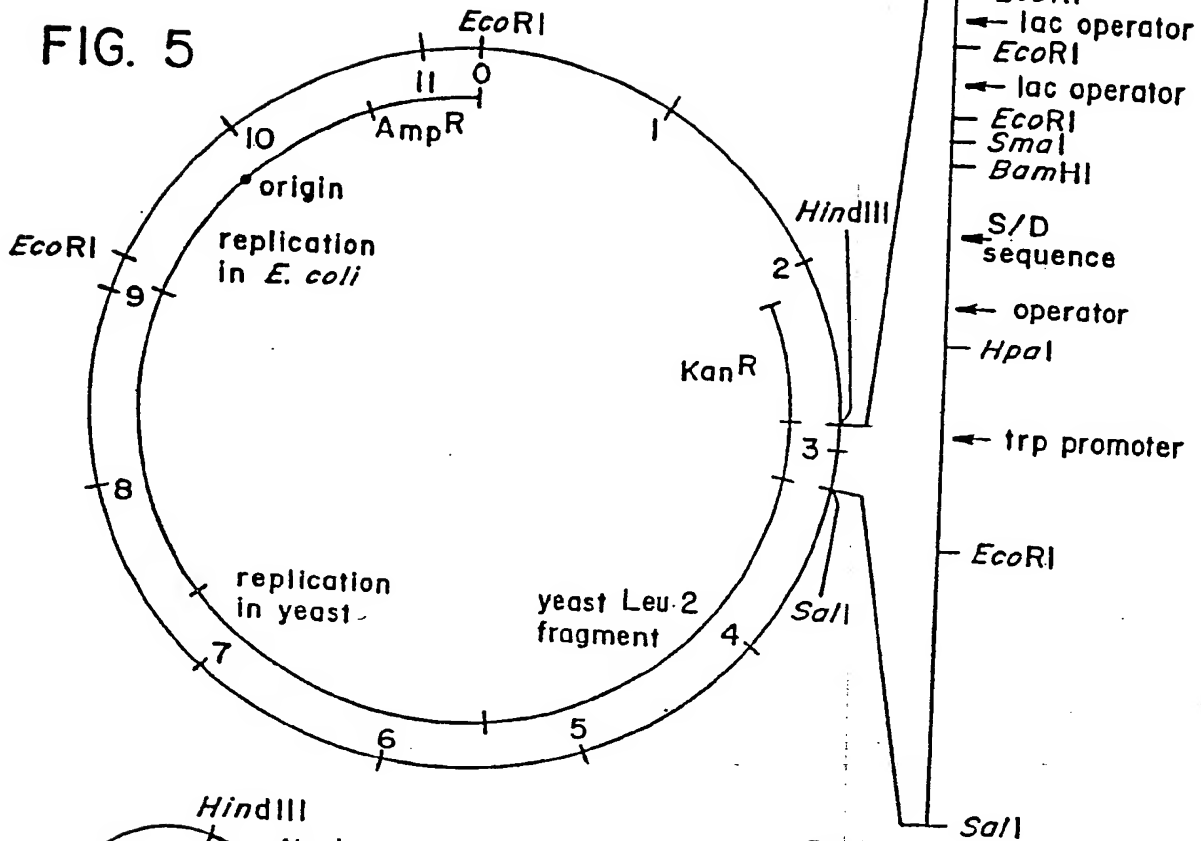 FIG. 5
EcoRI
0
11
AmpR
10
origin
replication
in E. coli
EcoRI
9
8
replication
in yeast
7
6
5
yeast Leu 2
fragment
4
SalI
3
KanR
HindIII
2
1
EcoRI
lac operator
EcoRI
lac operator
EcoRI
SmaI
BamHI
S/D
sequence
operator
HpaI
trp promoter
EcoRI
SalI
HindIII